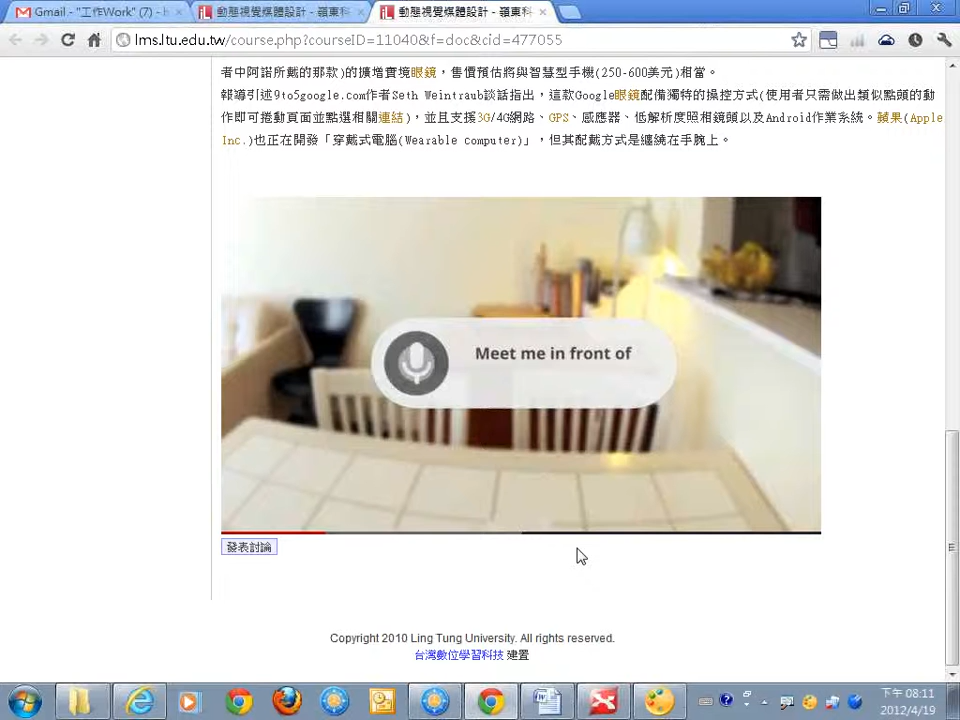 Gmail - "工作Work" (7) - h
動態視覺媒體設計 - 嶺東科
動態視覺媒體設計 - 嶺東科
lms.ltu.edu.tw/course.php?courseID=11040&f=doc&cid=477055
者中阿諾所戴的那款)的擴增實境眼鏡，售價預估將與智慧型手機(250-600美元)相當。
報導引述9to5google.com作者Seth Weintraub談話指出，這款Google眼鏡配備獨特的操控方式(使用者只需做出類似點頭的動
作即可捲動頁面並點選相關連結)，並且支援3G/4G網路、GPS、感應器、低解析度照相鏡頭以及Android作業系統。蘋果(Apple
Inc.)也正在開發「穿戴式電腦(Wearable computer)」，但其配戴方式是纏繞在手腕上。
Meet me in front of
發表討論
Copyright 2010 Ling Tung University. All rights reserved.
台灣數位學習科技 建置
下午 08:11
2012/4/19